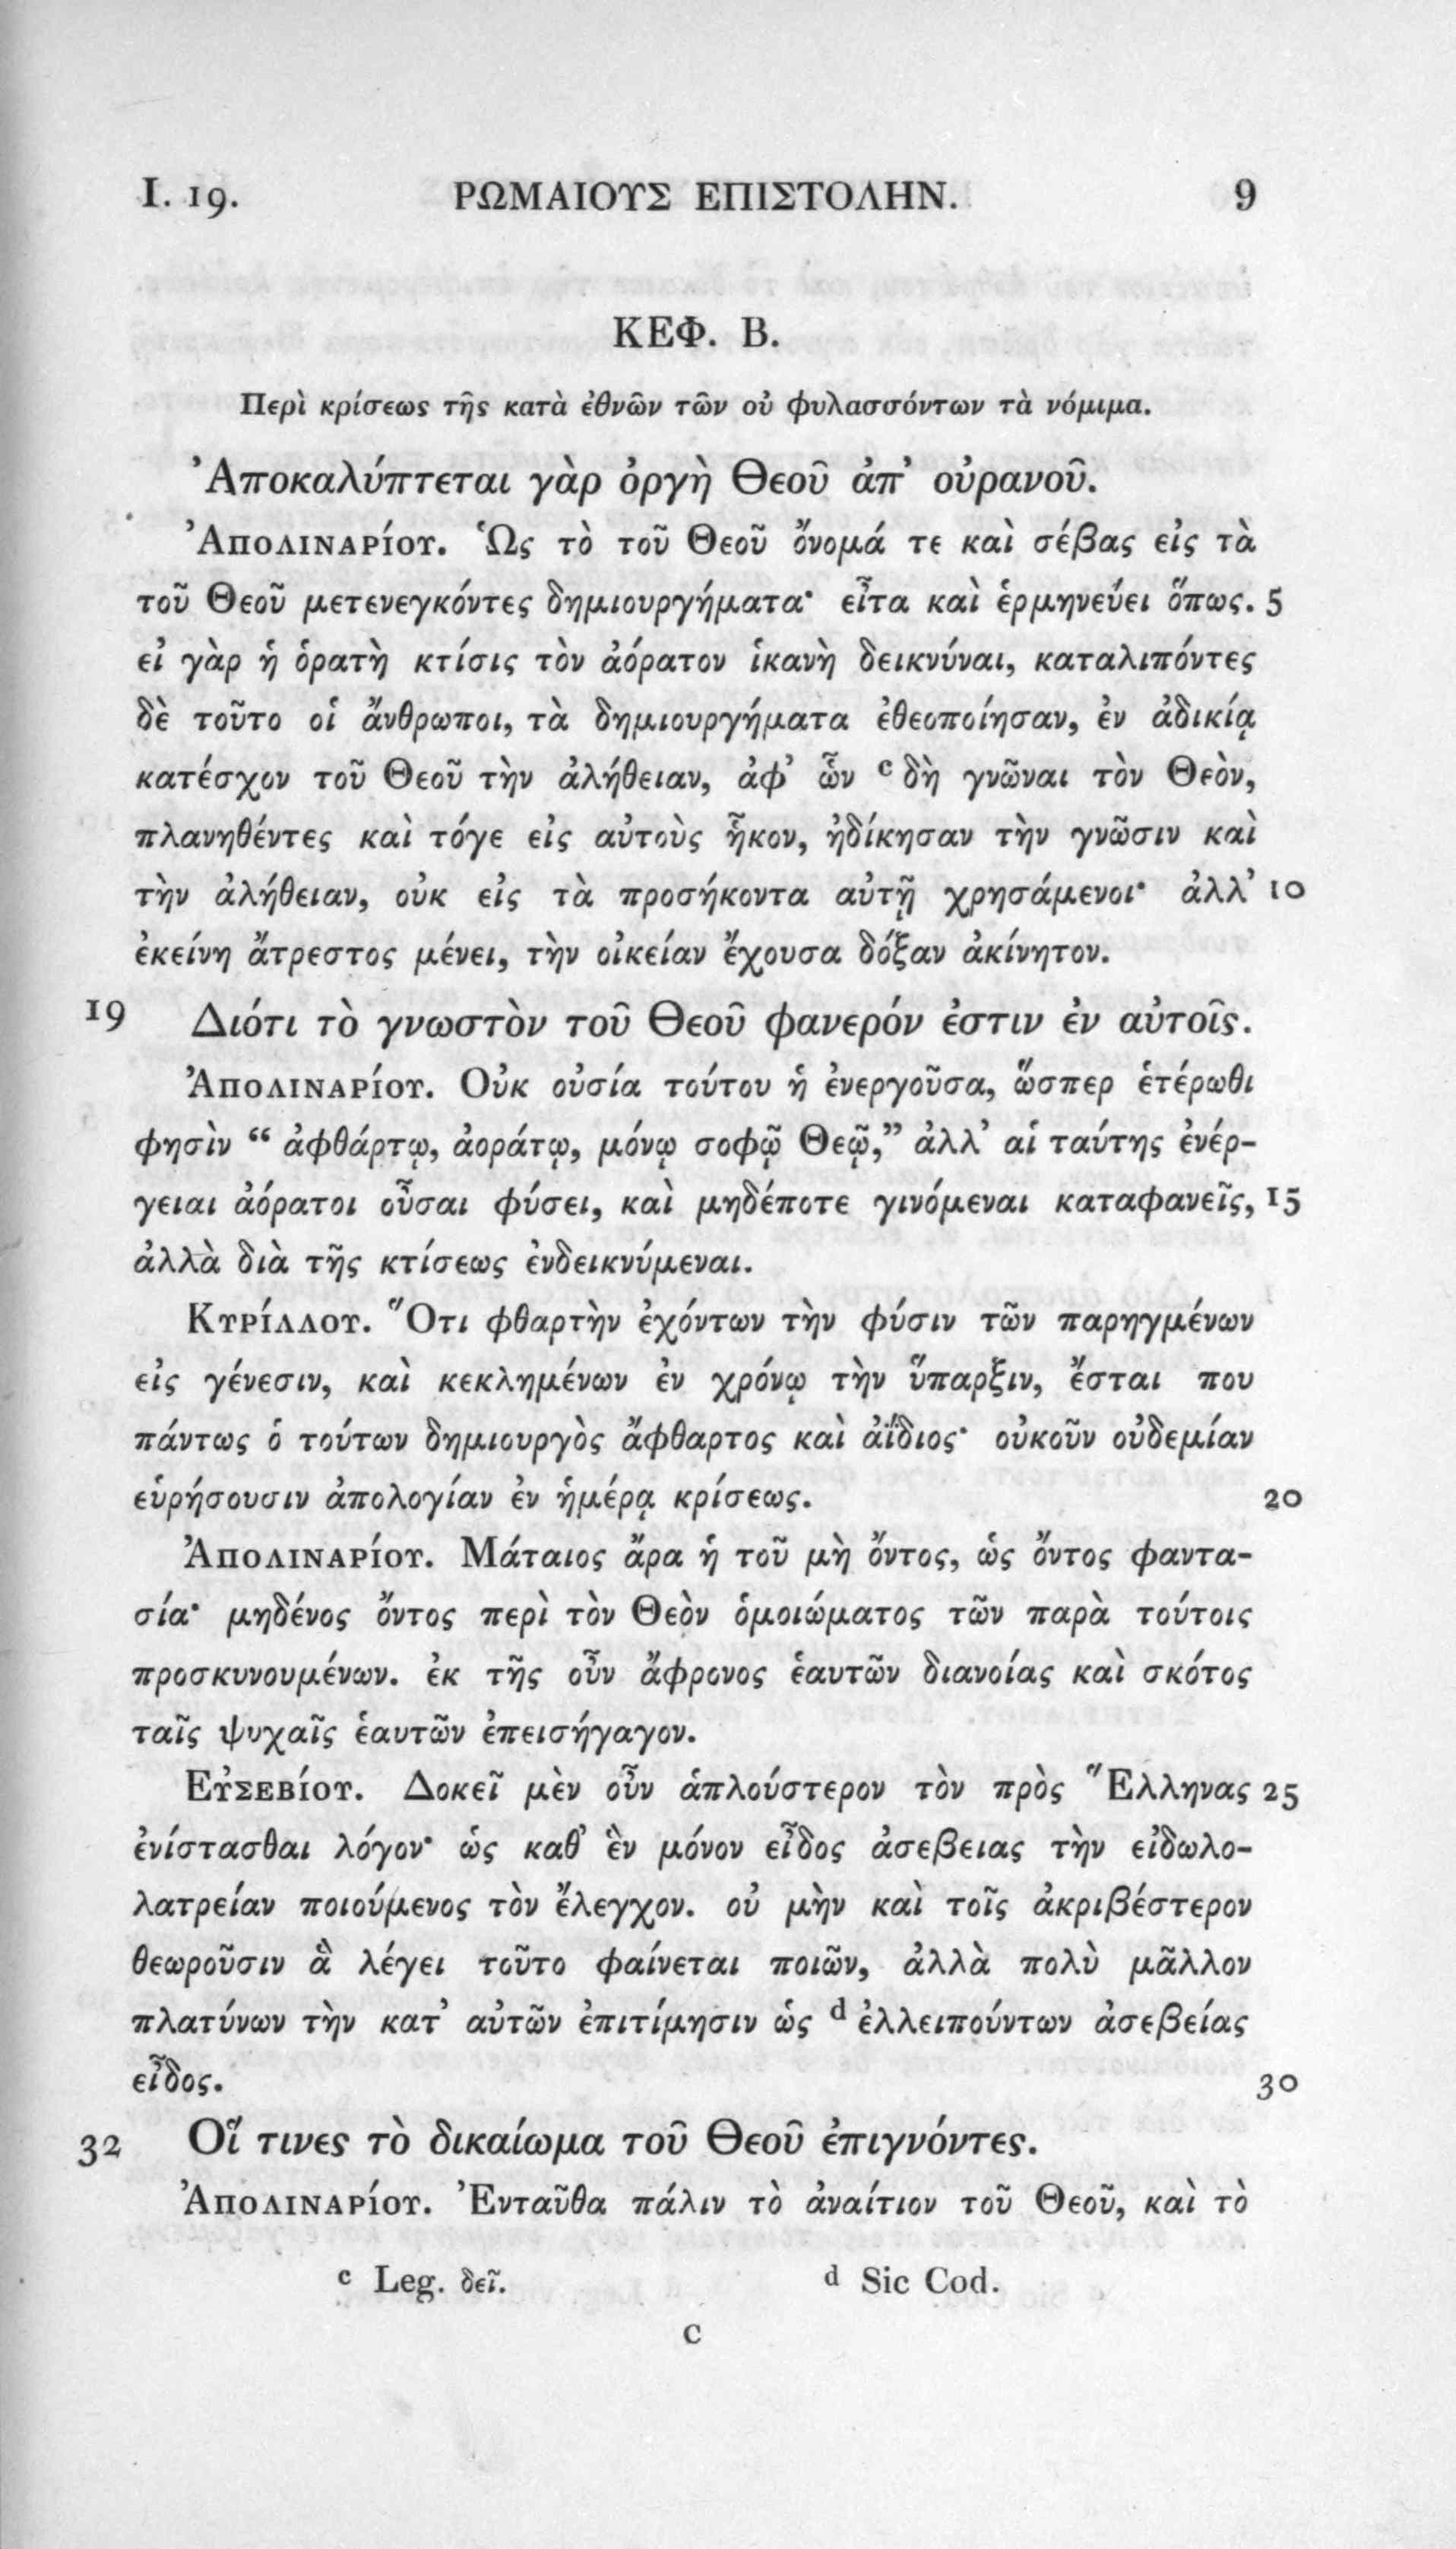 I. 19. ΡΩΜΑΙΟΥΣ ΕΠΙΣΤΟΛΗΝ. 9
ΚΕΦ. Β.
Περὶ κρίσεως τῆς κατὰ ἐθνῶν τῶν οὐ φυλασσόντων τὰ νόμιμα.
Ἀποκαλύπτεται γὰρ ὀργὴ Θεοῦ ἀπ’ οὐρανοῦ.
Ἀπολιναρίου. Ὡς τὸ τοῦ Θεοῦ ὄνομά τε καὶ σέβας εἰς τὰ
τοῦ Θεοῦ μετενεγκόντες δημιουργήματα· εἶτα καὶ ἑρμηνεύει ὅπως. 5
εἰ γὰρ ἡ ὁρατὴ κτίσις τὸν ἀόρατον ἱκανὴ δεικνύναι, καταλιπόντες
δὲ τοῦτο οἱ ἄνθρωποι, τὰ δημιουργήματα ἐθεοποίησαν, ἐν ἀδικίᾳ
κατέσχον τοῦ Θεοῦ τὴν ἀλήθειαν, ἀφ’ ὧν c δὴ γνῶναι τὸν Θεὸν,
πλανηθέντες καὶ τόγε εἰς αὐτοὺς ἧκον, ἠδίκησαν τὴν γνῶσιν καὶ
τὴν ἀλήθειαν, οὐκ εἰς τὰ προσήκοντα αὐτῇ χρησάμενοι· ἀλλ’ 10
ἐκείνη ἄτρεστος μένει, τὴν οἰκείαν ἔχουσα δόξαν ἀκίνητον.
19 Διότι τὸ γνωστὸν τοῦ Θεοῦ φανερόν ἐστιν ἐν αὐτοῖς.
Ἀπολιναρίου. Οὐκ οὐσία τούτου ἡ ἐνεργοῦσα, ὥσπερ ἑτέρωθι
φησὶν “ ἀφθάρτῳ, ἀοράτῳ, μόνῳ σοφῷ Θεῷ,” ἀλλ’ αἱ ταύτης ἐνέρ-
γειαι ἀόρατοι οὖσαι φύσει, καὶ μηδέποτε γινόμεναι καταφανεῖς, 15
ἀλλὰ διὰ τῆς κτίσεως ἐνδεικνύμεναι.
Κυρίλλου. Ὅτι φθαρτὴν ἐχόντων τὴν φύσιν τῶν παρηγμένων
εἰς γένεσιν, καὶ κεκλημένων ἐν χρόνῳ τὴν ὕπαρξιν, ἔσται που
πάντως ὁ τούτων δημιουργὸς ἄφθαρτος καὶ ἀΐδιος· οὐκοῦν οὐδεμίαν
εὑρήσουσιν ἀπολογίαν ἐν ἡμέρᾳ κρίσεως. 20
Ἀπολιναρίου. Μάταιος ἄρα ἡ τοῦ μὴ ὄντος, ὡς ὄντος φαντα-
σία· μηδένος ὄντος περὶ τὸν Θεὸν ὁμοιώματος τῶν παρὰ τούτοις
προσκυνουμένων. ἐκ τῆς οὖν ἄφρονος ἑαυτῶν διανοίας καὶ σκότος
ταῖς ψυχαῖς ἑαυτῶν ἐπεισήγαγον.
Εὐσεβίου. Δοκεῖ μὲν οὖν ἁπλούστερον τὸν πρὸς Ἕλληνας 25
ἐνίστασθαι λόγον· ὡς καθ’ ἓν μόνον εἶδος ἀσεβειας τὴν εἰδωλο-
λατρείαν ποιούμενος τὸν ἔλεγχον. οὐ μὴν καὶ τοῖς ἀκριβέστερον
θεωροῦσιν ἃ λέγει τοῦτο φαίνεται ποιῶν, ἀλλὰ πολὺ μᾶλλον
πλατύνων τὴν κατ’ αὐτῶν ἐπιτίμησιν ὡς d ἐλλειπούντων ἀσεβείας
εἶδος. 30
32 Οἵ τινες τὸ δικαίωμα τοῦ Θεοῦ ἐπιγνόντες.
Ἀπολιναρίου. Ἐνταῦθα πάλιν τὸ ἀναίτιον τοῦ Θεοῦ, καὶ τὸ
c Leg. δεῖ. d Sic Cod.
C